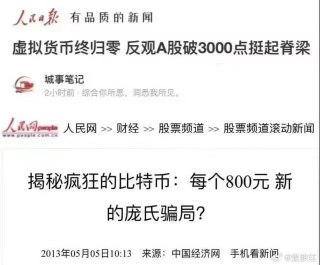 人民日报 有品质的新闻
虚拟货币终归零 反观A股破3000点挺起脊梁
城事笔记
2小时前 · 综合你所思、洞悉我所见。
人民网 people
www.people.com.cn
人民网 >> 财经 >> 股票频道 >> 股票频道滚动新闻
揭秘疯狂的比特币：每个800元 新
的庞氏骗局？
2013年05月05日10:13 来源：中国经济网 手机看新闻